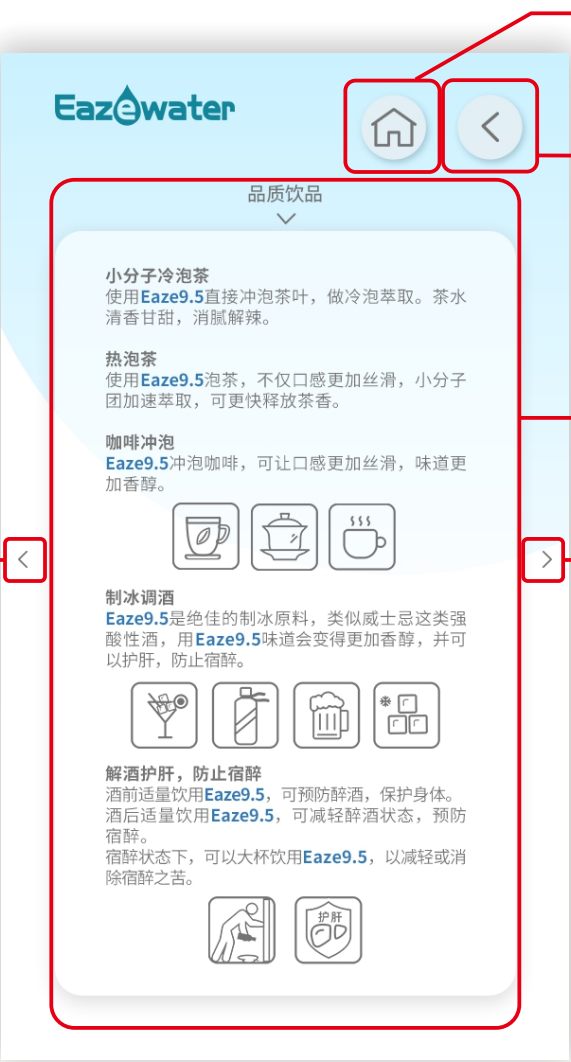 Eazewater
品质饮品
小分子冷泡茶
使用Eaze9.5直接冲泡茶叶，做冷泡萃取。茶水
清香甘甜，消腻解辣。
热泡茶
使用Eaze9.5泡茶，不仅口感更加丝滑，小分子
团加速萃取，可更快释放茶香。
咖啡冲泡
Eaze9.5冲泡咖啡，可让口感更加丝滑，味道更
加香醇。
制冰调酒
Eaze9.5是绝佳的制冰原料，类似威士忌这类强
酸性酒，用Eaze9.5味道会变得更加香醇，并可
以护肝，防止宿醉。
解酒护肝，防止宿醉
酒前适量饮用Eaze9.5，可预防醉酒，保护身体。
酒后适量饮用Eaze9.5，可减轻醉酒状态，预防
宿醉。
宿醉状态下，可以大杯饮用Eaze9.5，以减轻或消
除宿醉之苦。
护肝